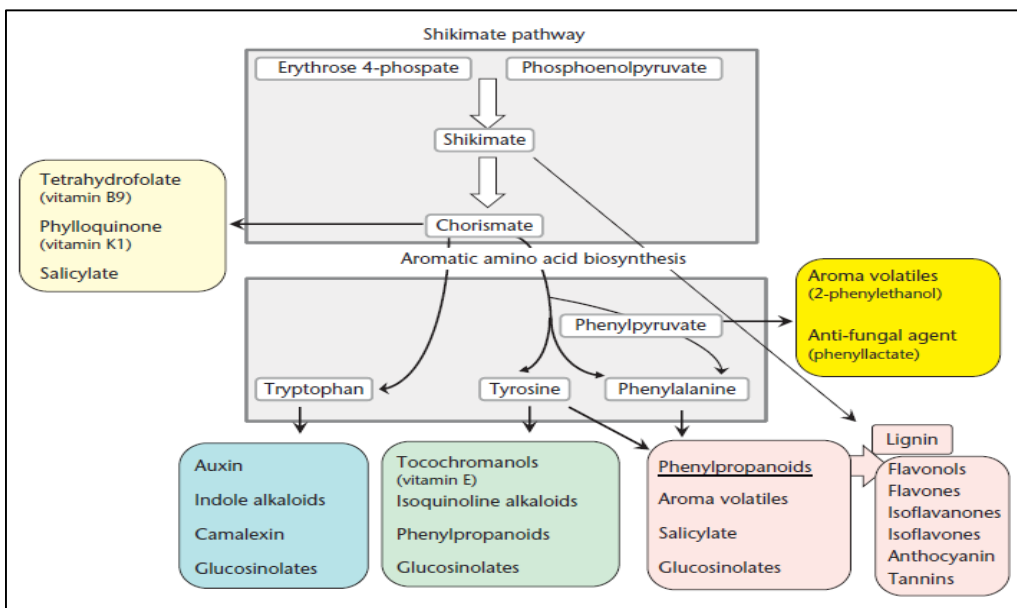 Shikimate pathway
Erythrose 4-phospate
Phosphoenolpyruvate
Shikimate
Chorismate
Tetrahydrofolate
(vitamin B9)
Phylloquinone
(vitamin K1)
Salicylate
Aromatic amino acid biosynthesis
Phenylpyruvate
Aroma volatiles
(2-phenylethanol)
Anti-fungal agent
(phenyllactate)
Tryptophan
Tyrosine
Phenylalanine
Auxin
Indole alkaloids
Camalexin
Glucosinolates
Tocochromanols
(vitamin E)
Isoquinoline alkaloids
Phenylpropanoids
Glucosinolates
Phenylpropanoids
Aroma volatiles
Salicylate
Glucosinolates
Lignin
Flavonols
Flavones
Isoflavanones
Isoflavones
Anthocyanin
Tannins